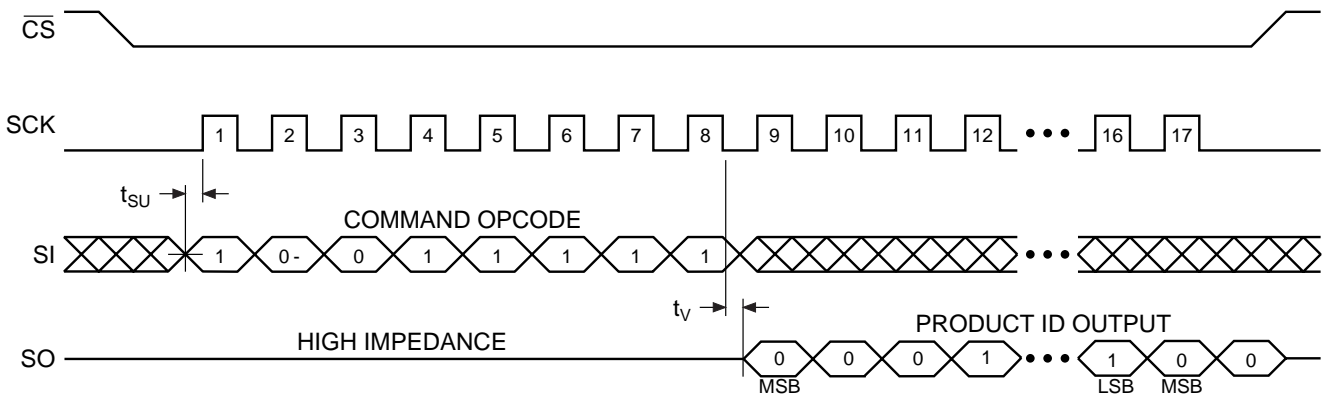 CS
SCK
1 2 3 4 5 6 7 8 9 10 11 12 ••• 16 17
tSU
COMMAND OPCODE
SI
1 0- 0 1 1 1 1 1 •••
tV
HIGH IMPEDANCE
PRODUCT ID OUTPUT
SO
0 0 0 1 ••• 1 0 0
MSB LSB MSB